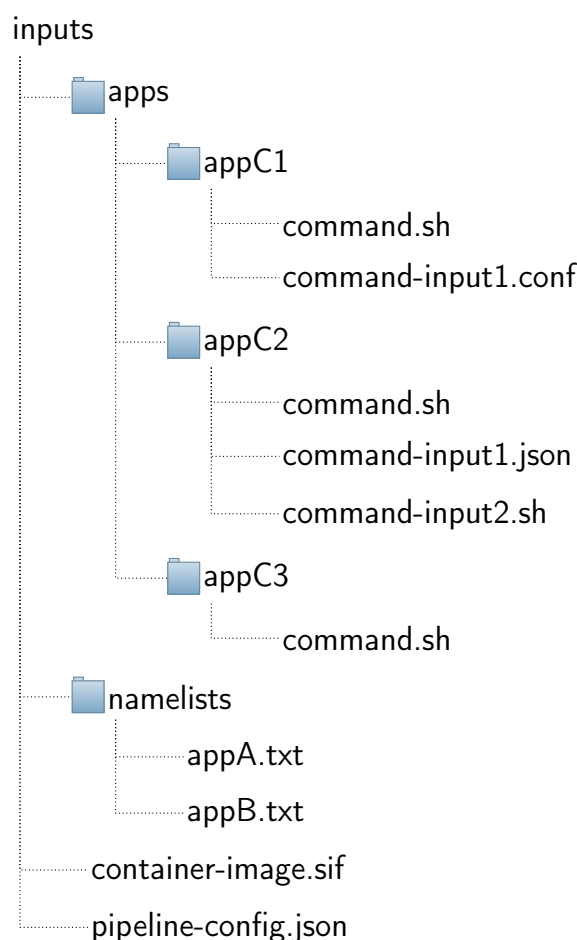 inputs
apps
appC1
command.sh
command-input1.conf
appC2
command.sh
command-input1.json
command-input2.sh
appC3
command.sh
namelists
appA.txt
appB.txt
container-image.sif
pipeline-config.json